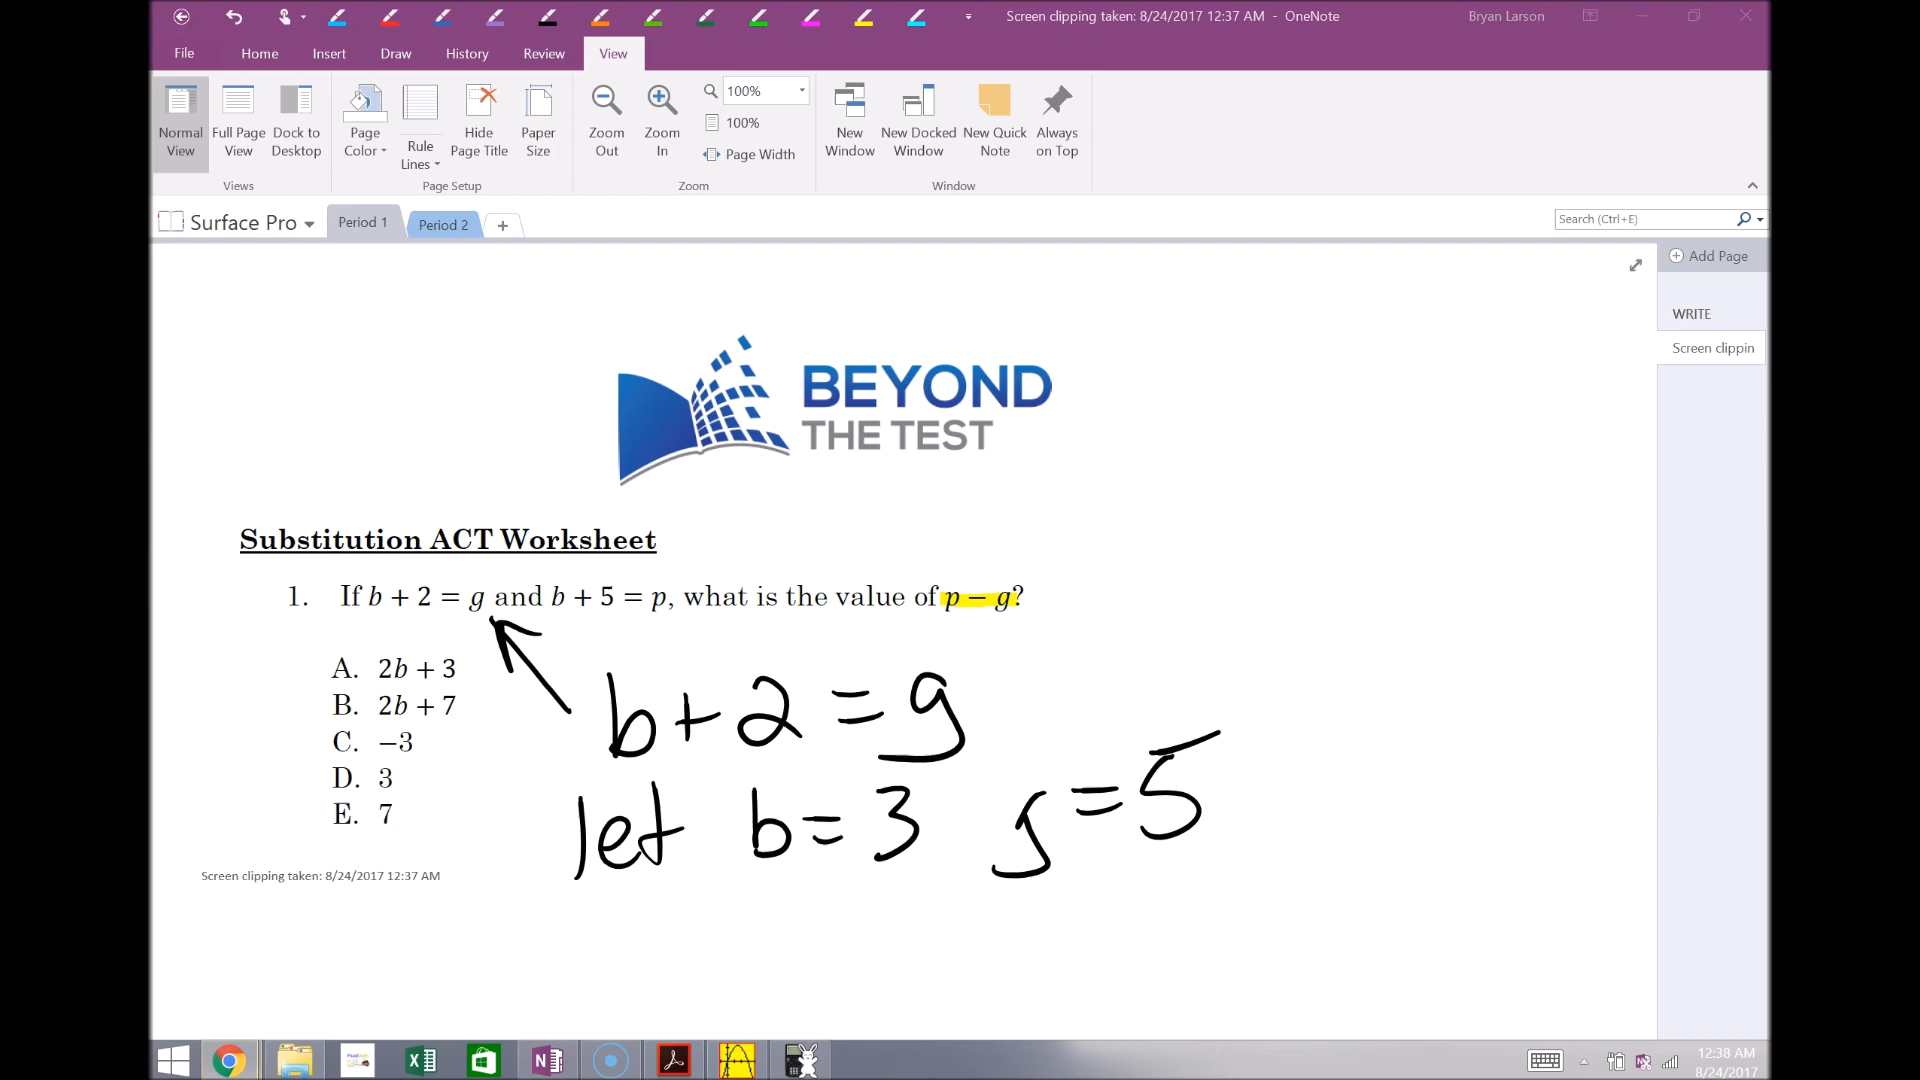 Screen clipping taken: 8/24/2017 12:37 AM - OneNote
Bryan Larson
File Home Insert Draw History Review View
Normal View
Full Page View
Dock to Desktop
Page Color
Rule Lines
Hide Page Title
Paper Size
Zoom Out
Zoom In
100%
100%
Page Width
New Window
New Docked Window
New Quick Note
Always on Top
Views Page Setup Zoom Window
Surface Pro Period 1 Period 2 +
Search (Ctrl+E)
Add Page
WRITE
Screen clippin
BEYOND
THE TEST
Substitution ACT Worksheet
1. If b + 2 = g and b + 5 = p, what is the value of p − g?
A. 2b + 3
B. 2b + 7
C. −3
D. 3
E. 7
b+2=g
let b=3 g=5
Screen clipping taken: 8/24/2017 12:37 AM
12:38 AM
8/24/2017